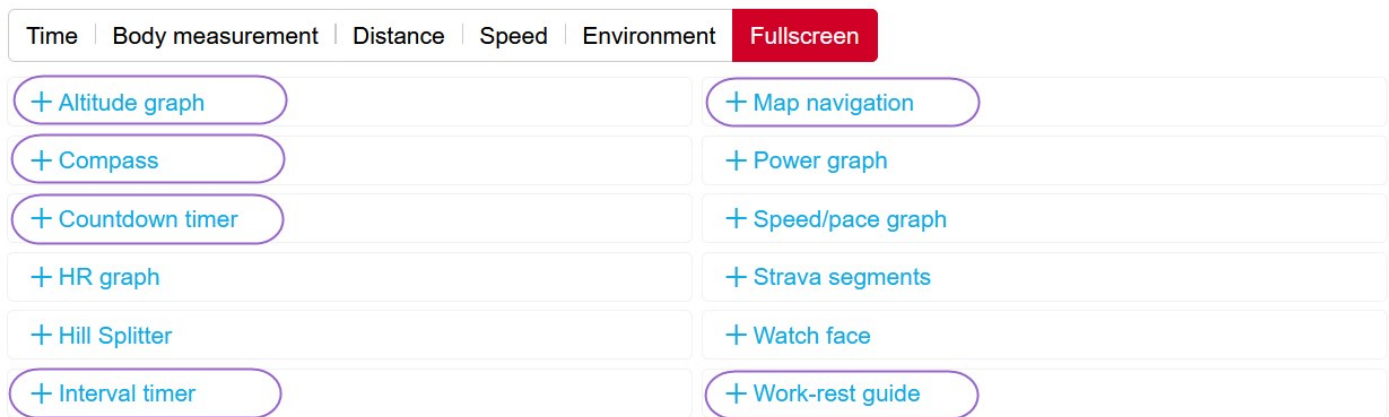 Time Body measurement Distance Speed Environment Fullscreen
+ Altitude graph
+ Map navigation
+ Compass
+ Power graph
+ Countdown timer
+ Speed/pace graph
+ HR graph
+ Strava segments
+ Hill Splitter
+ Watch face
+ Interval timer
+ Work-rest guide